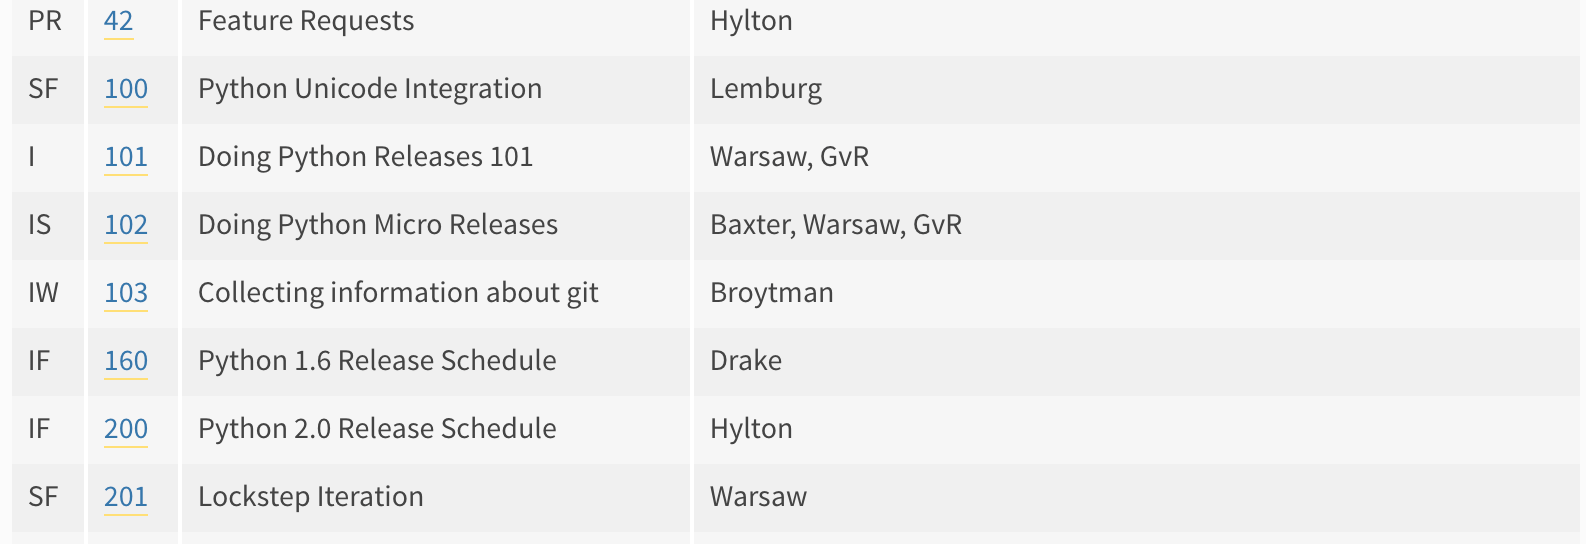 PR 42 Feature Requests Hylton
SF 100 Python Unicode Integration Lemburg
I 101 Doing Python Releases 101 Warsaw, GvR
IS 102 Doing Python Micro Releases Baxter, Warsaw, GvR
IW 103 Collecting information about git Broytman
IF 160 Python 1.6 Release Schedule Drake
IF 200 Python 2.0 Release Schedule Hylton
SF 201 Lockstep Iteration Warsaw